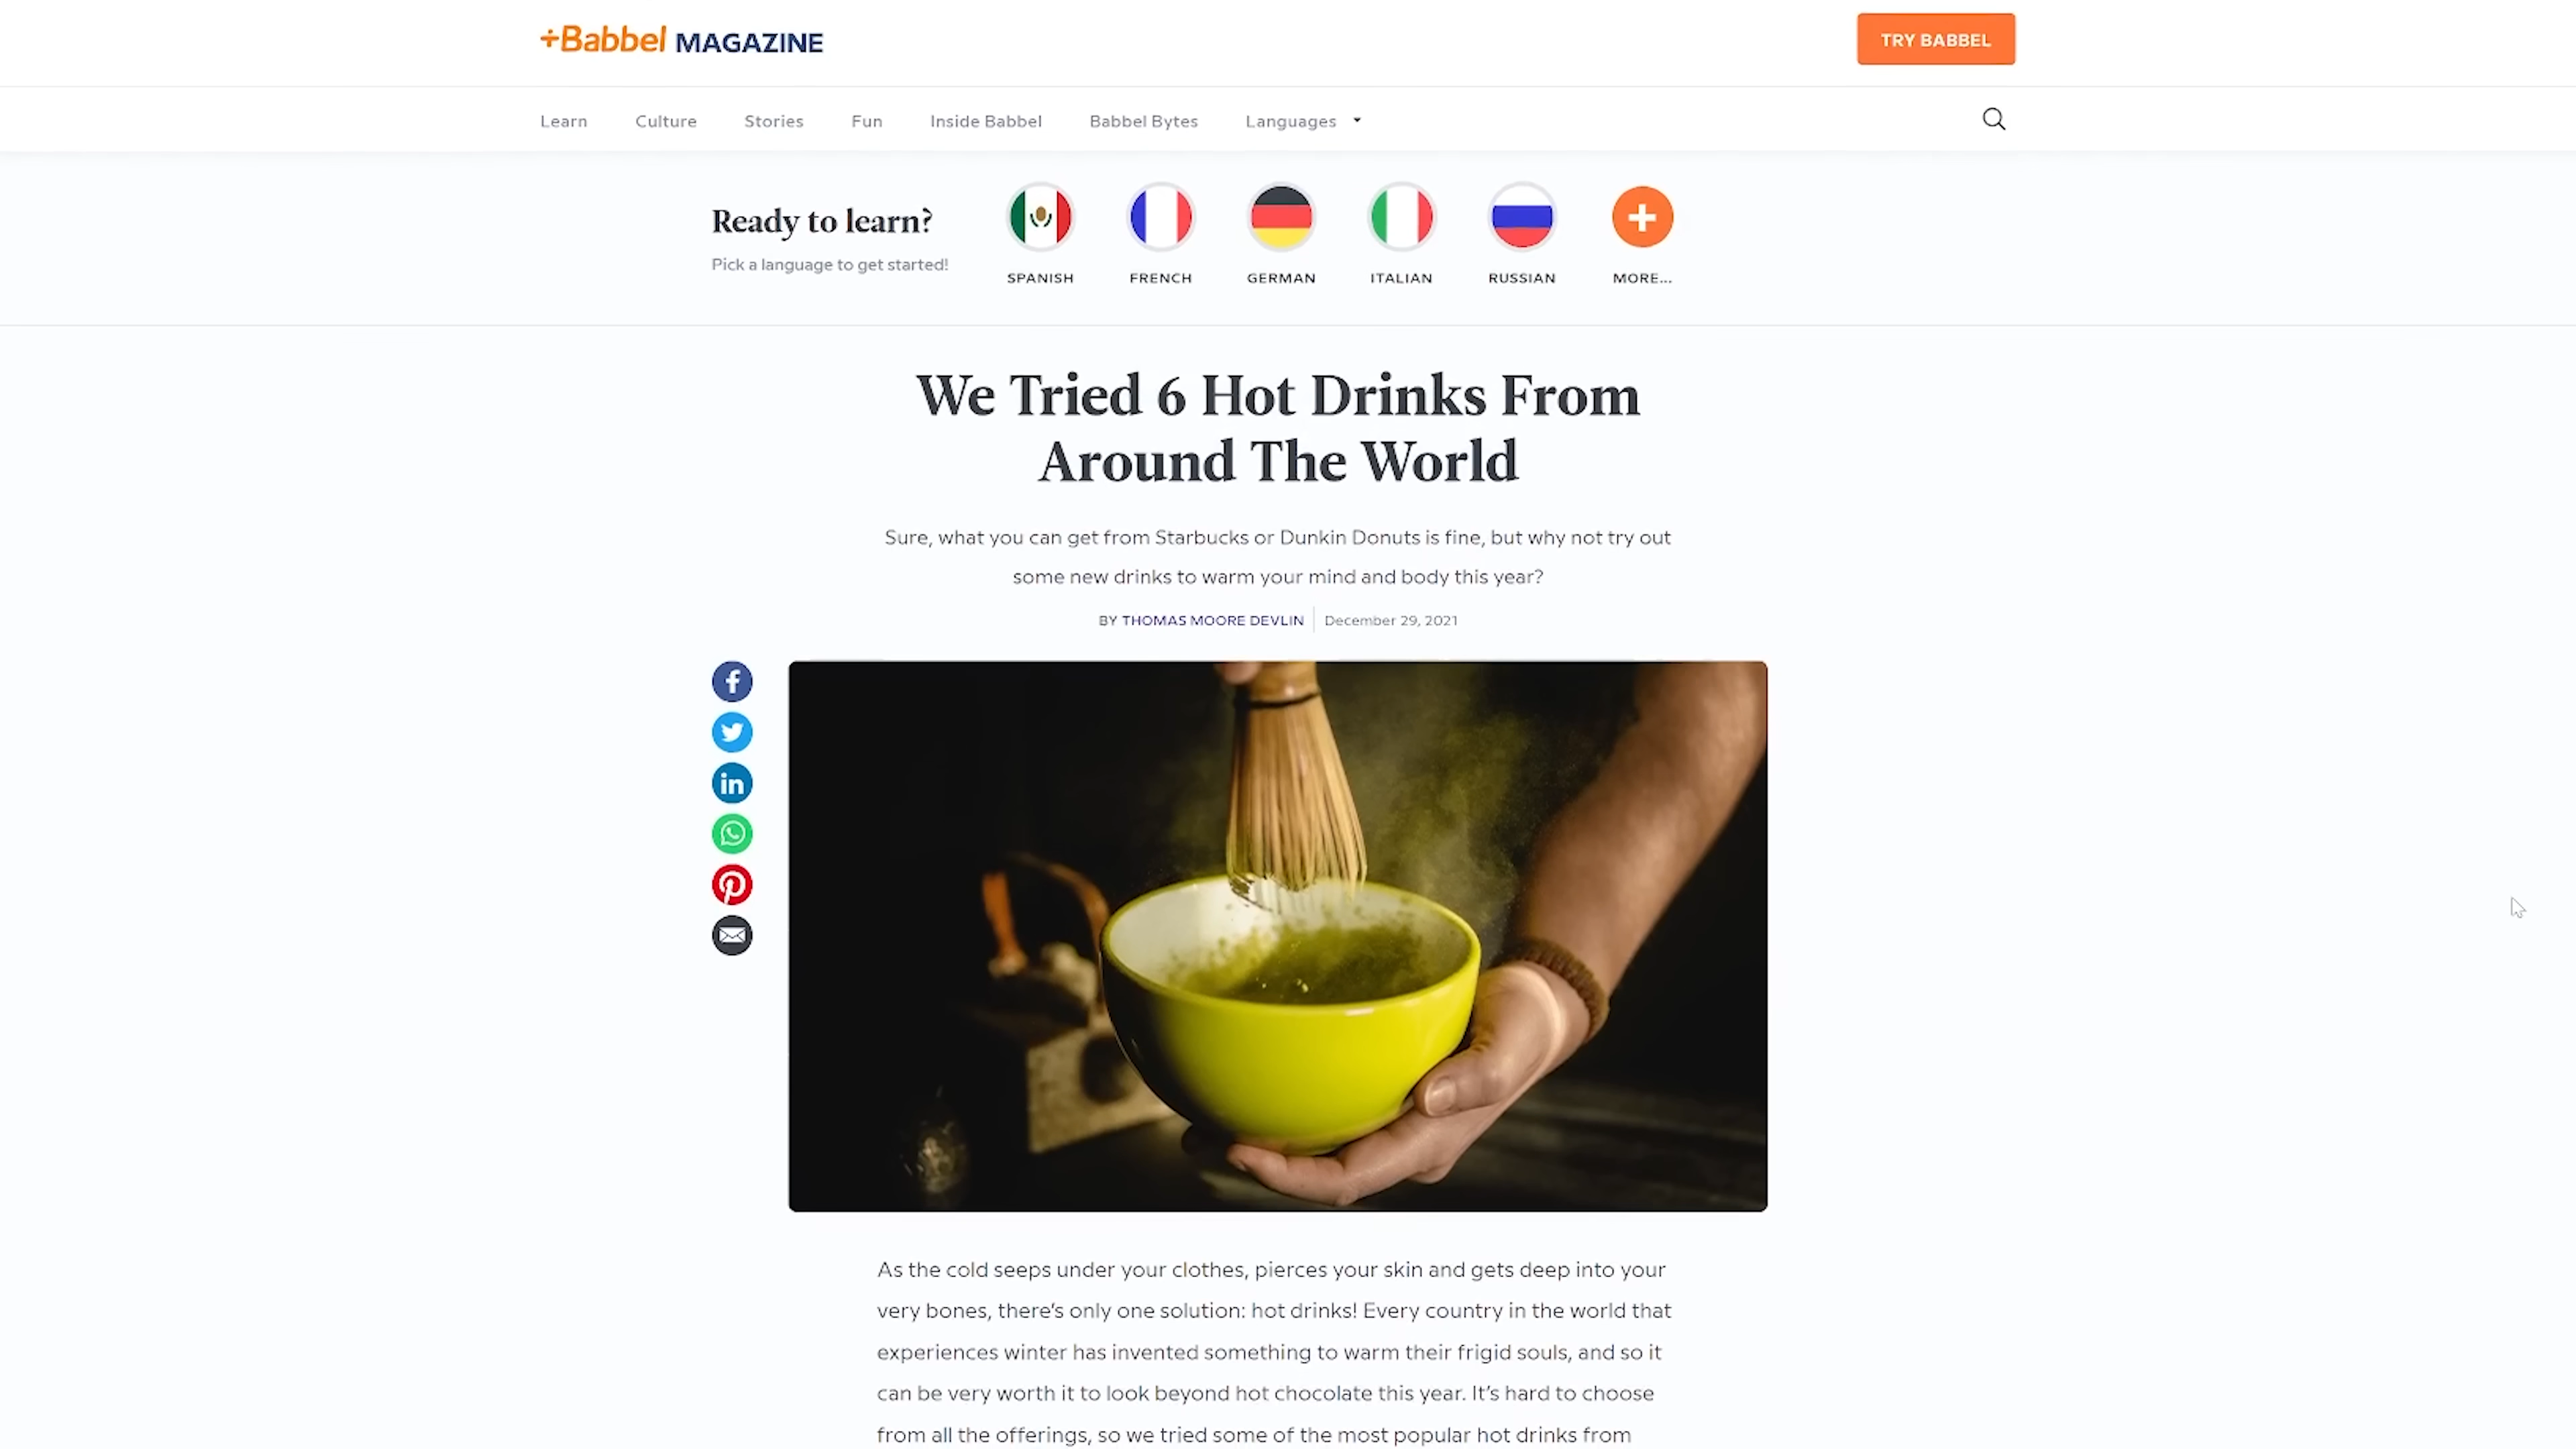 +Babbel MAGAZINE
TRY BABBEL
Learn Culture Stories Fun Inside Babbel Babbel Bytes Languages
Ready to learn?
Pick a language to get started!
SPANISH FRENCH GERMAN ITALIAN RUSSIAN MORE...
We Tried 6 Hot Drinks From
Around The World
Sure, what you can get from Starbucks or Dunkin Donuts is fine, but why not try out
some new drinks to warm your mind and body this year?
BY THOMAS MOORE DEVLIN December 29, 2021
As the cold seeps under your clothes, pierces your skin and gets deep into your
very bones, there's only one solution: hot drinks! Every country in the world that
experiences winter has invented something to warm their frigid souls, and so it
can be very worth it to look beyond hot chocolate this year. It's hard to choose
from all the offerings, so we tried some of the most popular hot drinks from